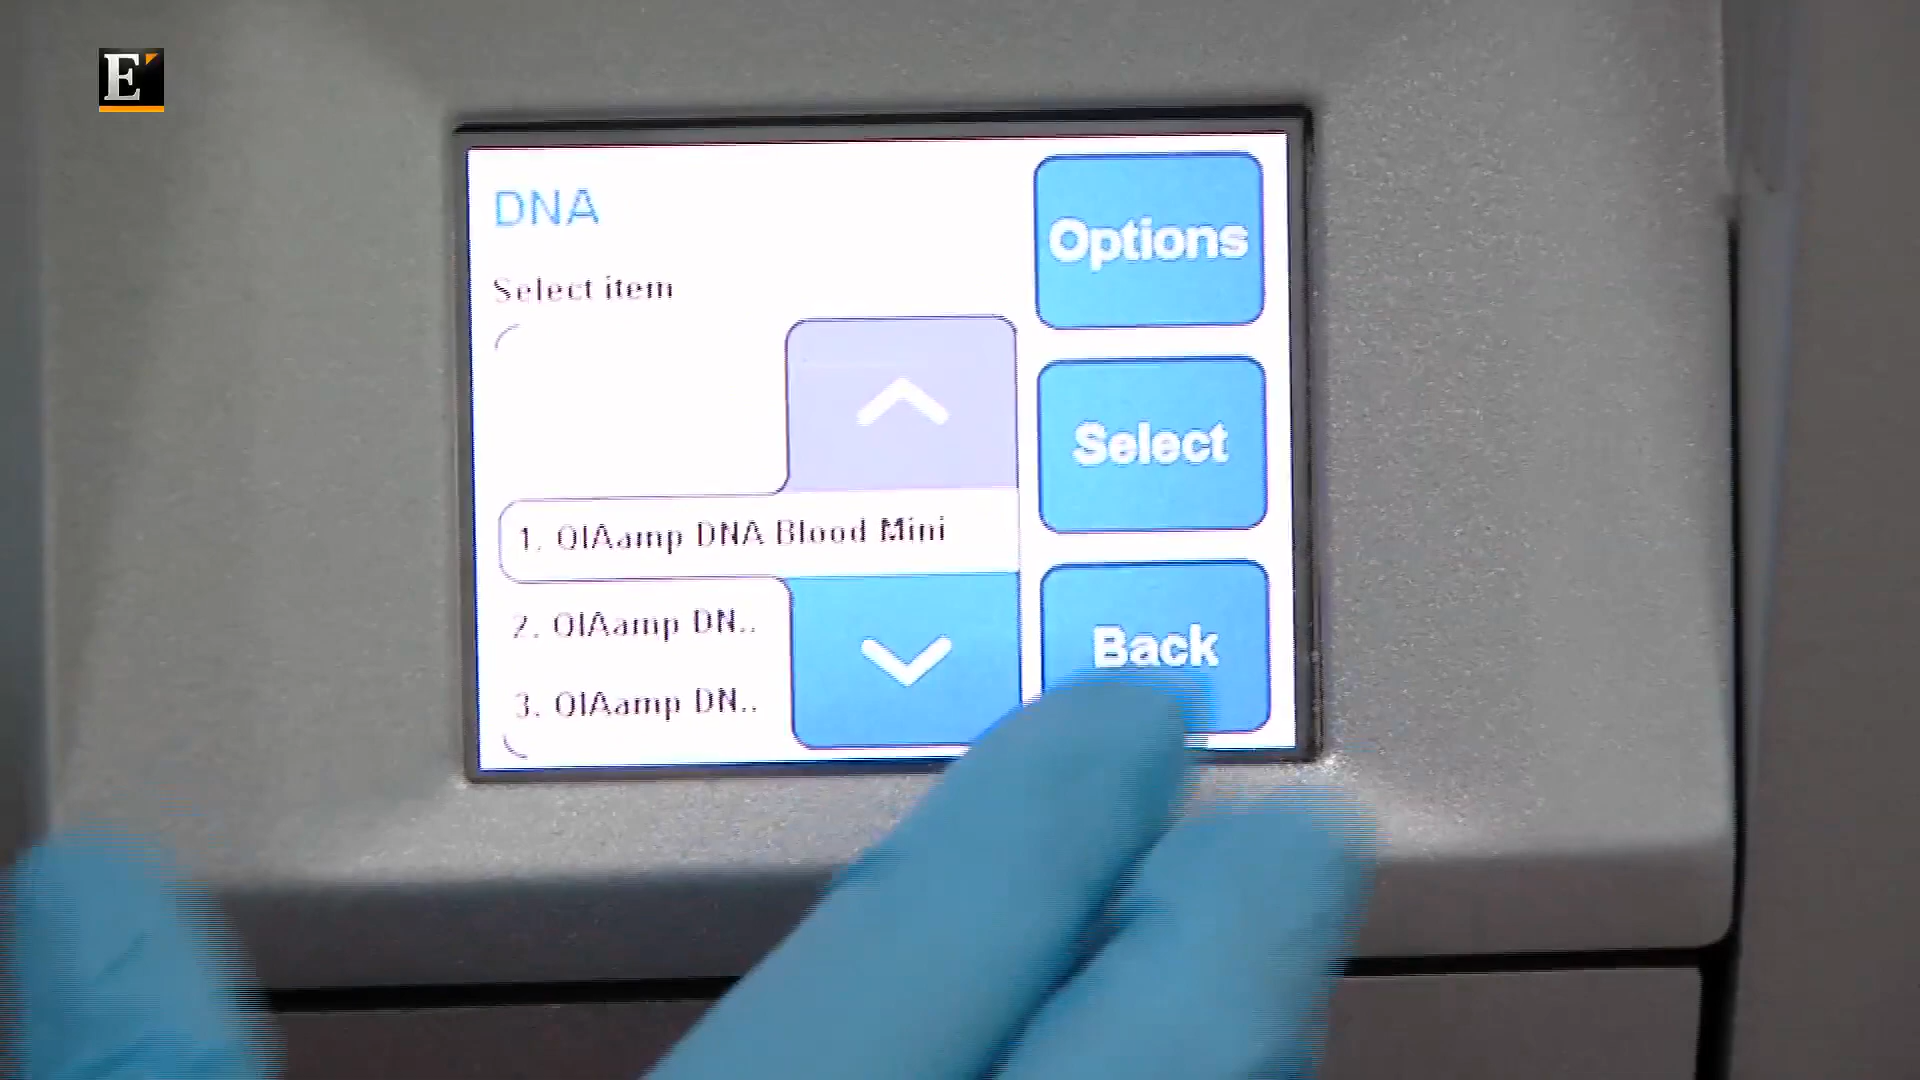 E
DNA
Select item
1. QIAamp DNA Blood Mini
2. QIAamp DN..
3. QIAamp DN..
Options
Select
Back